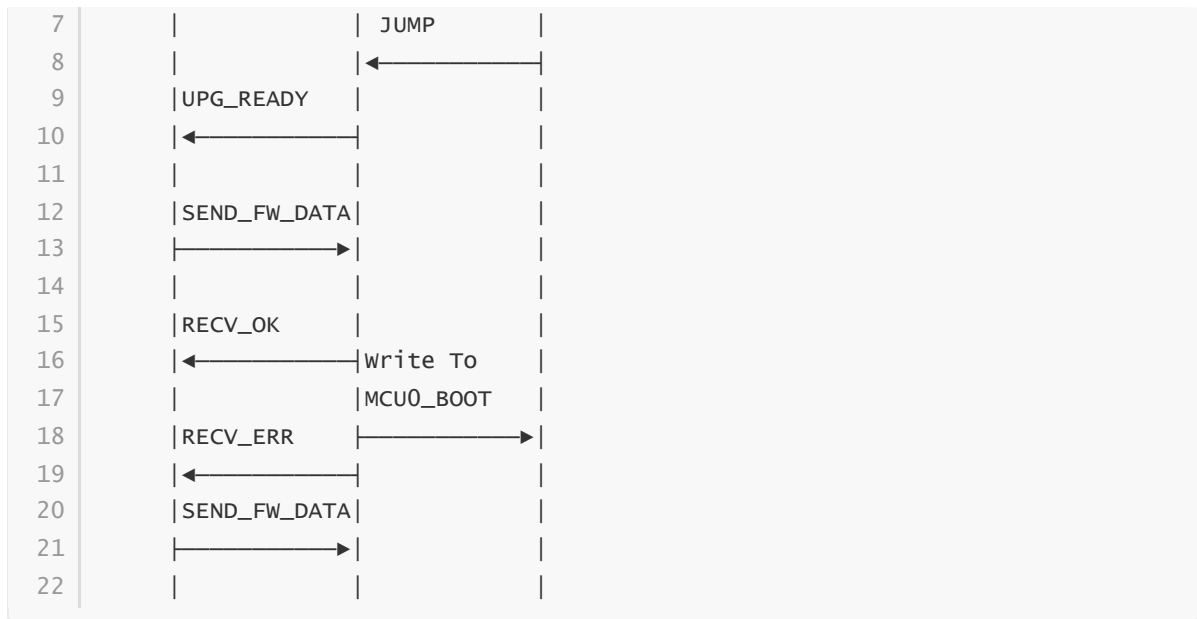 7 | | JUMP |
8 | |◄────────────┤
9 |UPG_READY | |
10 |◄───────────┤ |
11 | | |
12 |SEND_FW_DATA| |
13 ├───────────►| |
14 | | |
15 |RECV_OK | |
16 |◄───────────┤Write To |
17 | |MCU0_BOOT |
18 |RECV_ERR ├────────────►|
19 |◄───────────┤ |
20 |SEND_FW_DATA| |
21 ├───────────►| |
22 | | |